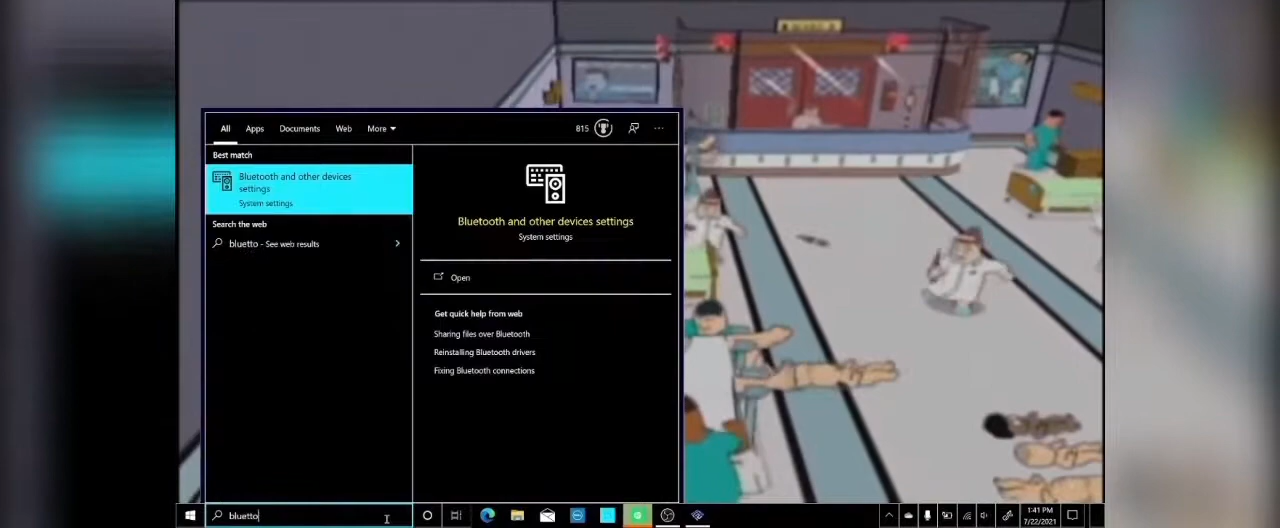 All Apps Documents Web More 815 ...
Best match
Bluetooth and other devices
settings
System settings
Search the web
bluetto - See web results
Bluetooth and other devices settings
System settings
Open
Get quick help from web
Sharing files over Bluetooth
Reinstalling Bluetooth drivers
Fixing Bluetooth connections
bluetto
1:41 PM
7/22/2021